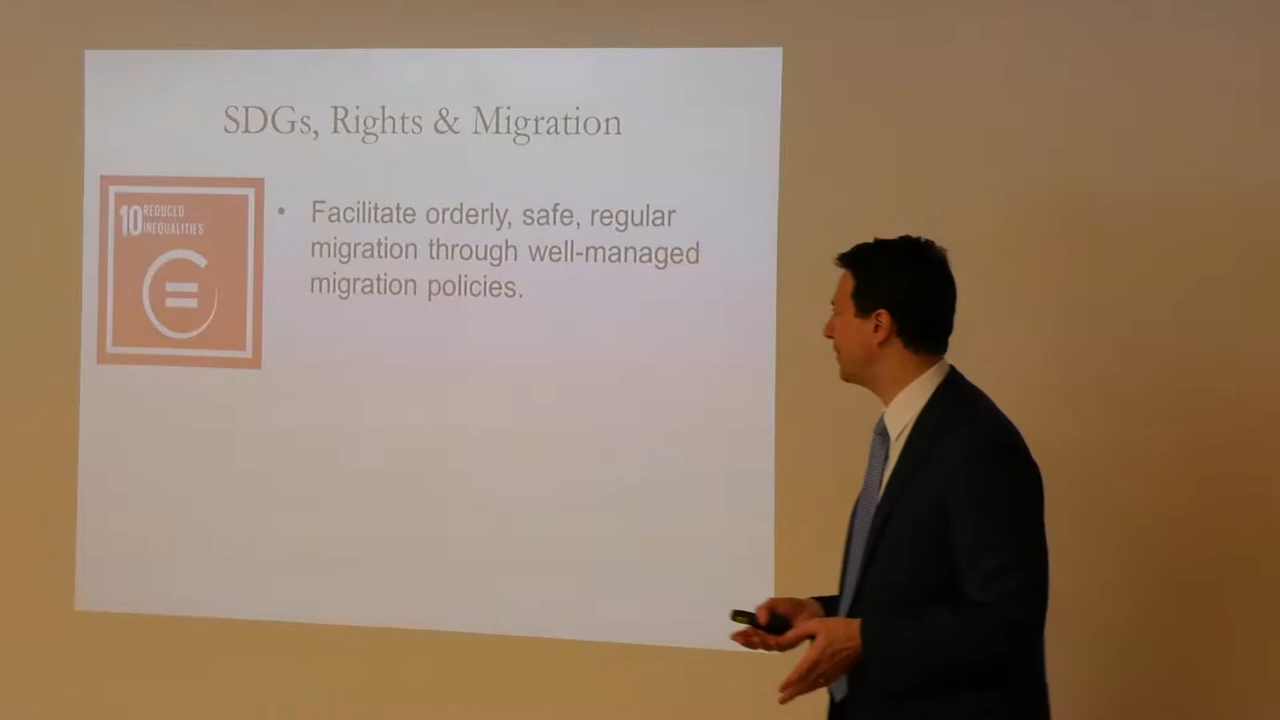 SDGs, Rights & Migration
10 REDUCED
INEQUALITIES
• Facilitate orderly, safe, regular
migration through well-managed
migration policies.